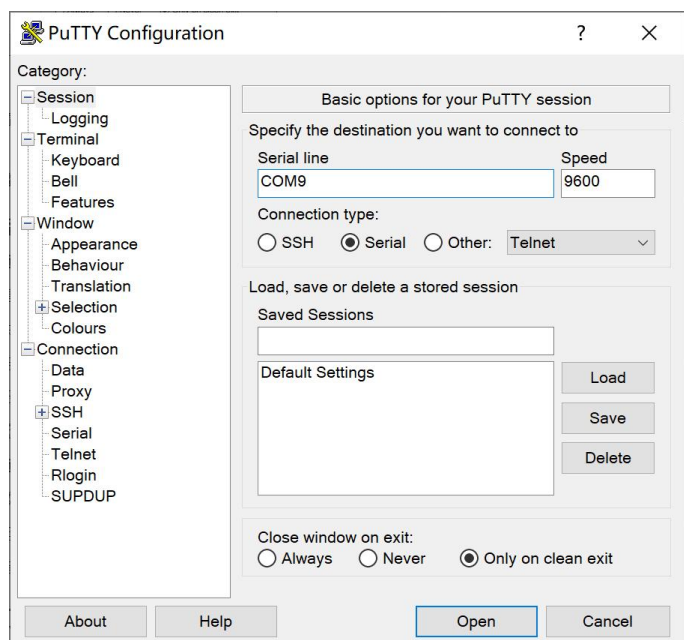 PuTTY Configuration
?
Category:
Session
Logging
Terminal
Keyboard
Bell
Features
Window
Appearance
Behaviour
Translation
Selection
Colours
Connection
Data
Proxy
SSH
Serial
Telnet
Rlogin
SUPDUP
Basic options for your PuTTY session
Specify the destination you want to connect to
Serial line Speed
COM9 9600
Connection type:
SSH Serial Other: Telnet
Load, save or delete a stored session
Saved Sessions
Default Settings
Load
Save
Delete
Close window on exit:
Always Never Only on clean exit
About Help Open Cancel